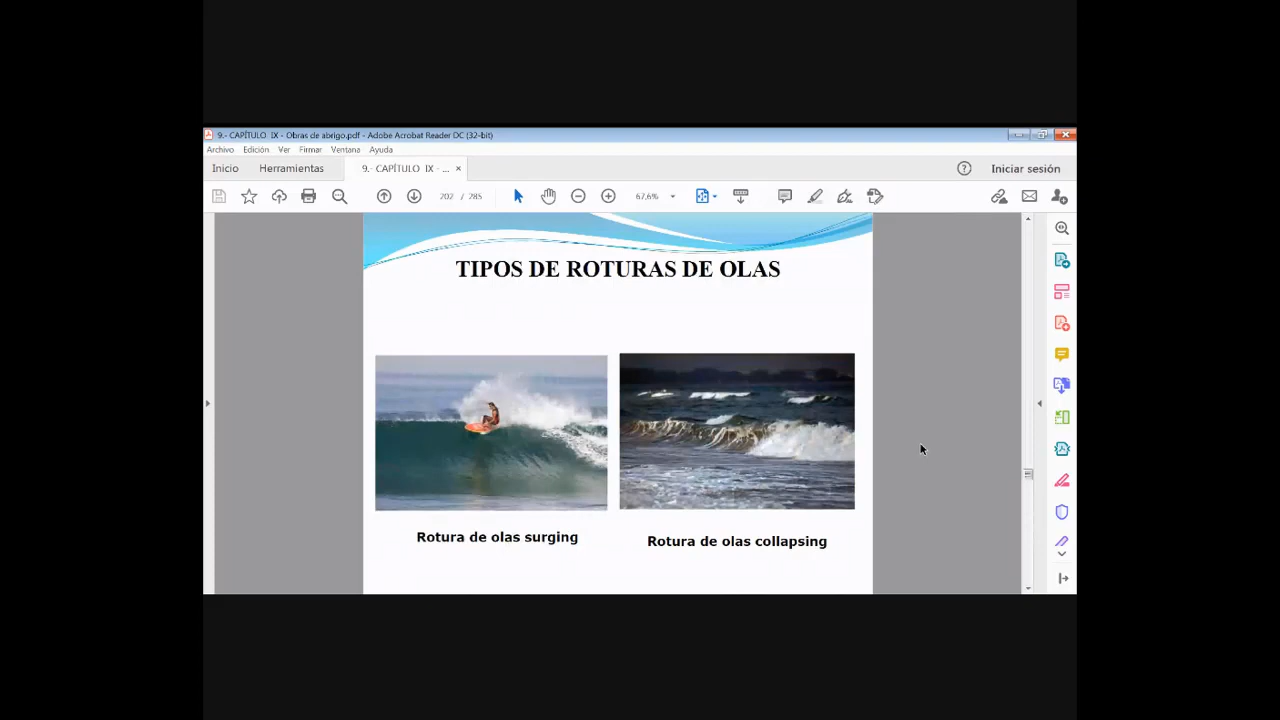 9.- CAPÍTULO IX - Obras de abrigo.pdf - Adobe Acrobat Reader DC (32-bit)
Archivo Edición Ver Firmar Ventana Ayuda
Inicio Herramientas 9.- CAPÍTULO IX - ... × Iniciar sesión
202 / 285 67,6%
TIPOS DE ROTURAS DE OLAS
Rotura de olas surging
Rotura de olas collapsing